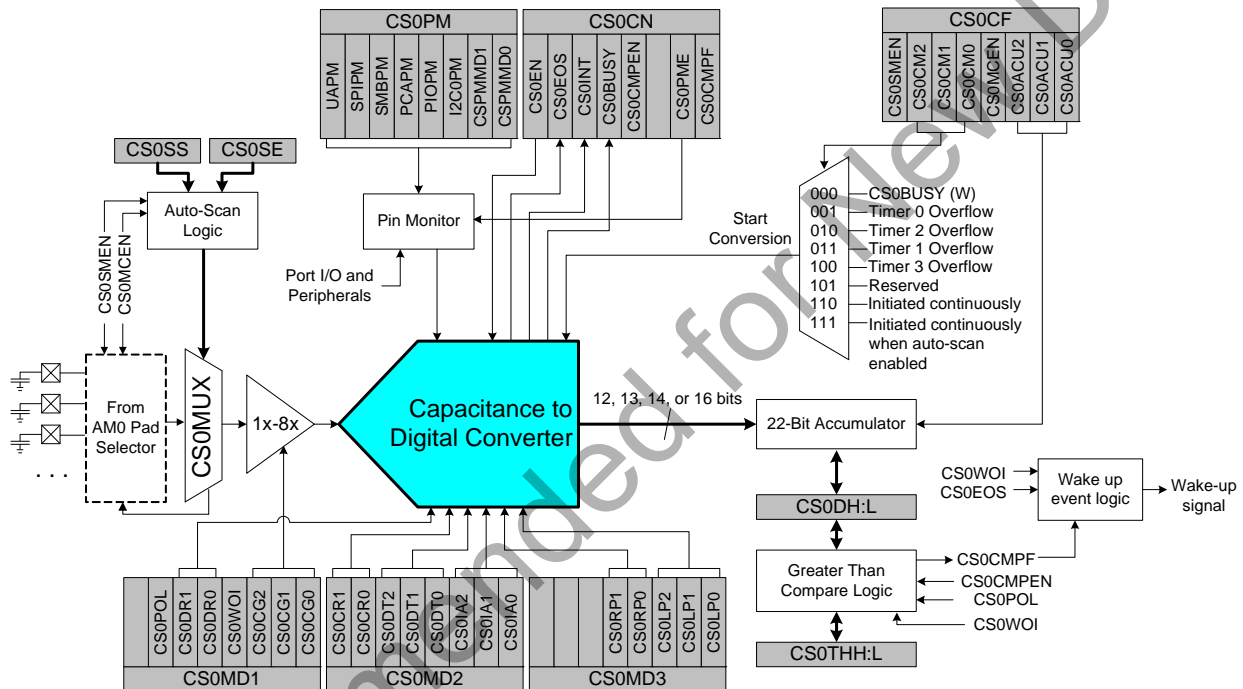 CS0PM
CS0CN
CS0CF
UAPM
SPIPM
SMBPM
PCAPM
PIOPM
I2C0PM
CSPMMD1
CSPMMD0
CS0EN
CS0EOS
CS0INT
CS0BUSY
CS0CMPEN
CS0PME
CS0CMPF
CS0SMEN
CS0CM2
CS0CM1
CS0CM0
CS0MCEN
CS0ACU2
CS0ACU1
CS0ACU0
CS0SS
CS0SE
Auto-Scan
Logic
Pin Monitor
Port I/O and
Peripherals
CS0SMEN
CS0MCEN
Start
Conversion
000 CS0BUSY (W)
001 Timer 0 Overflow
010 Timer 2 Overflow
011 Timer 1 Overflow
100 Timer 3 Overflow
101 Reserved
110 Initiated continuously
111 Initiated continuously
when auto-scan
enabled
From
AM0 Pad
Selector
. . .
CS0MUX
1x-8x
Capacitance to
Digital Converter
12, 13, 14, or 16 bits
22-Bit Accumulator
CS0DH:L
Greater Than
Compare Logic
CS0THH:L
CS0WOI
CS0EOS
Wake up
event logic
Wake-up
signal
CS0CMPF
CS0CMPEN
CS0POL
CS0WOI
CS0POL
CS0DR1
CS0DR0
CS0WOI
CS0CG2
CS0CG1
CS0CG0
CS0MD1
CS0CR1
CS0CR0
CS0DT2
CS0DT1
CS0DT0
CS0IA2
CS0IA1
CS0IA0
CS0MD2
CS0RP1
CS0RP0
CS0LP2
CS0LP1
CS0LP0
CS0MD3
mended for New D